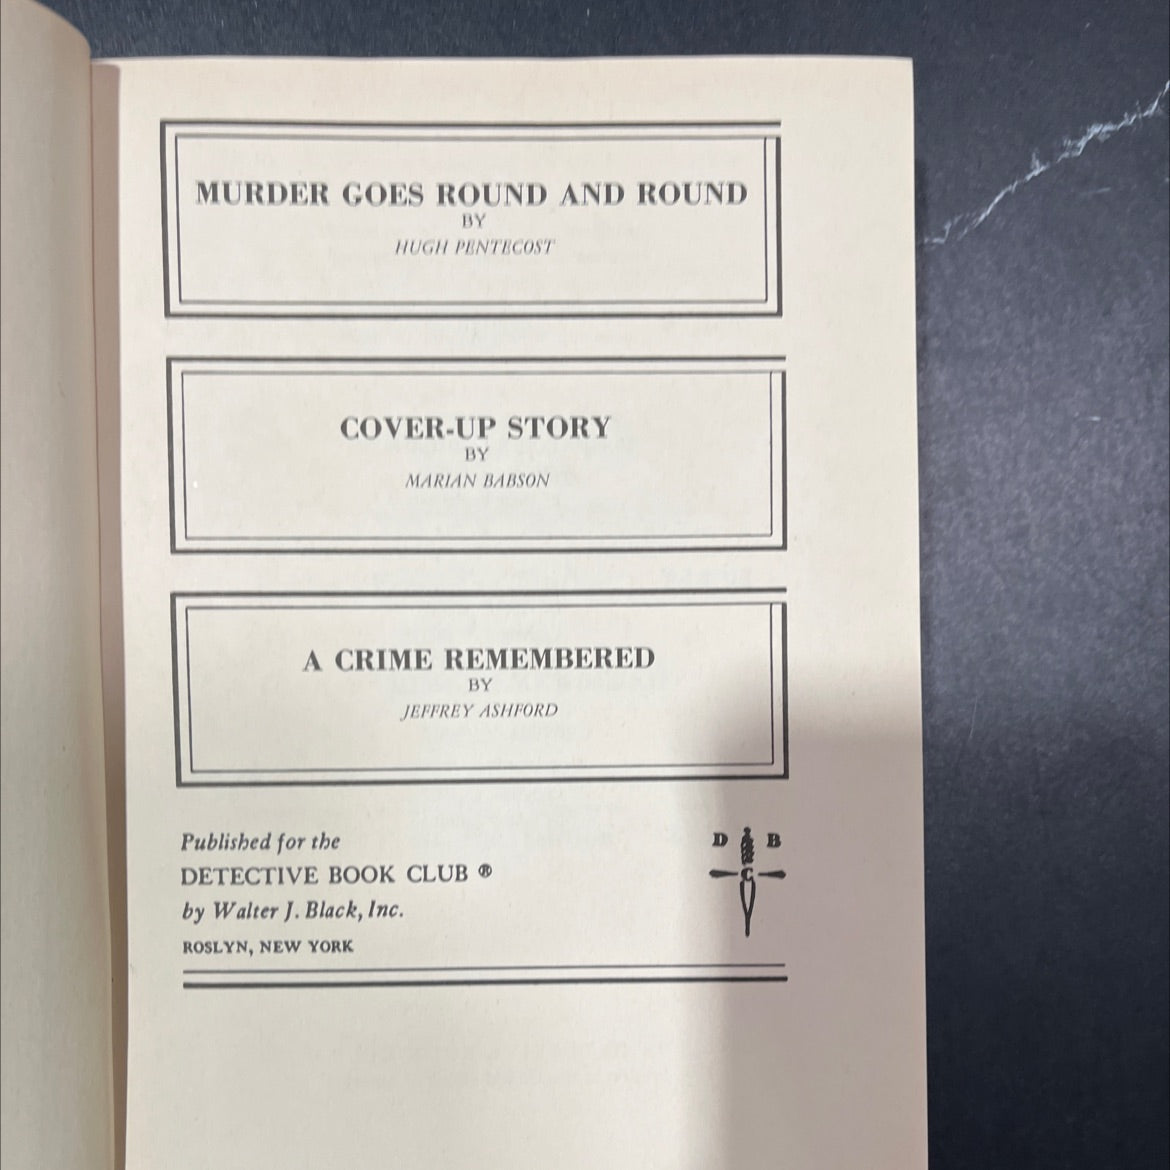 MURDER GOES ROUND AND ROUND
BY
HUGH PENTECOST
COVER-UP STORY
BY
MARIAN BABSON
A CRIME REMEMBERED
BY
JEFFREY ASHFORD
Published for the
DETECTIVE BOOK CLUB ®
by Walter J. Black, Inc.
ROSLYN, NEW YORK
D B
C